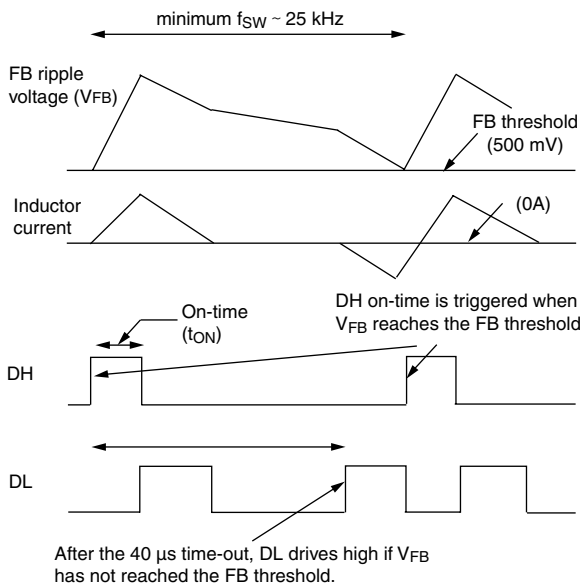 minimum fSW ~ 25 kHz
FB ripple
voltage (VFB)
FB threshold
(500 mV)
Inductor
current
(0A)
DH on-time is triggered when
VFB reaches the FB threshold
On-time
(tON)
DH
DL
After the 40 µs time-out, DL drives high if VFB
has not reached the FB threshold.